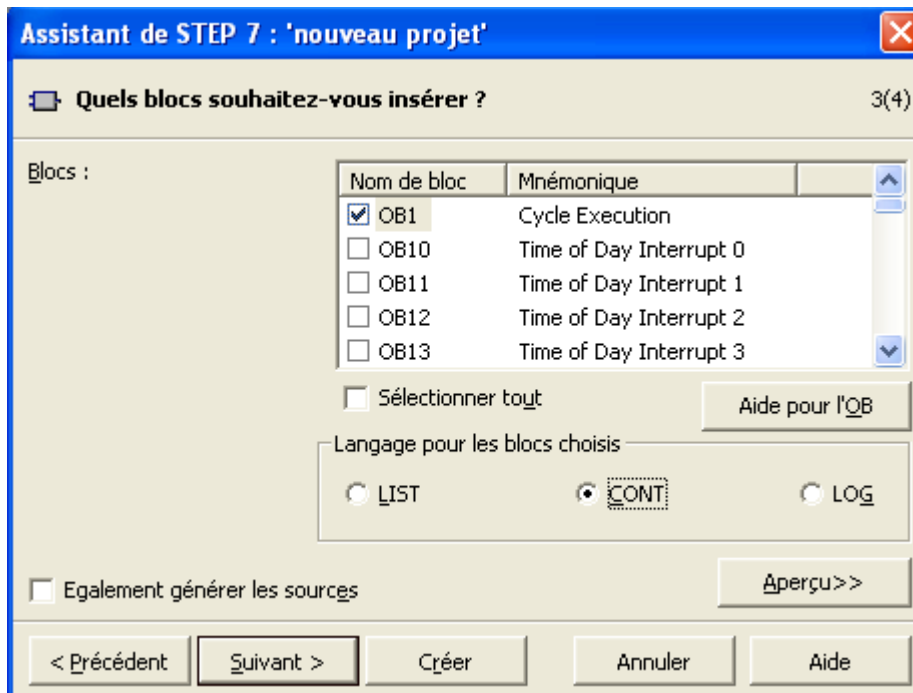 Assistant de STEP 7 : 'nouveau projet'
Quels blocs souhaitez-vous insérer ? 3(4)
Blocs :
Nom de bloc Mnémonique
OB1 Cycle Execution
OB10 Time of Day Interrupt 0
OB11 Time of Day Interrupt 1
OB12 Time of Day Interrupt 2
OB13 Time of Day Interrupt 3
Sélectionner tout Aide pour l'OB
Langage pour les blocs choisis
LIST CONT LOG
Egalement générer les sources Aperçu>>
< Précédent Suivant > Créer Annuler Aide